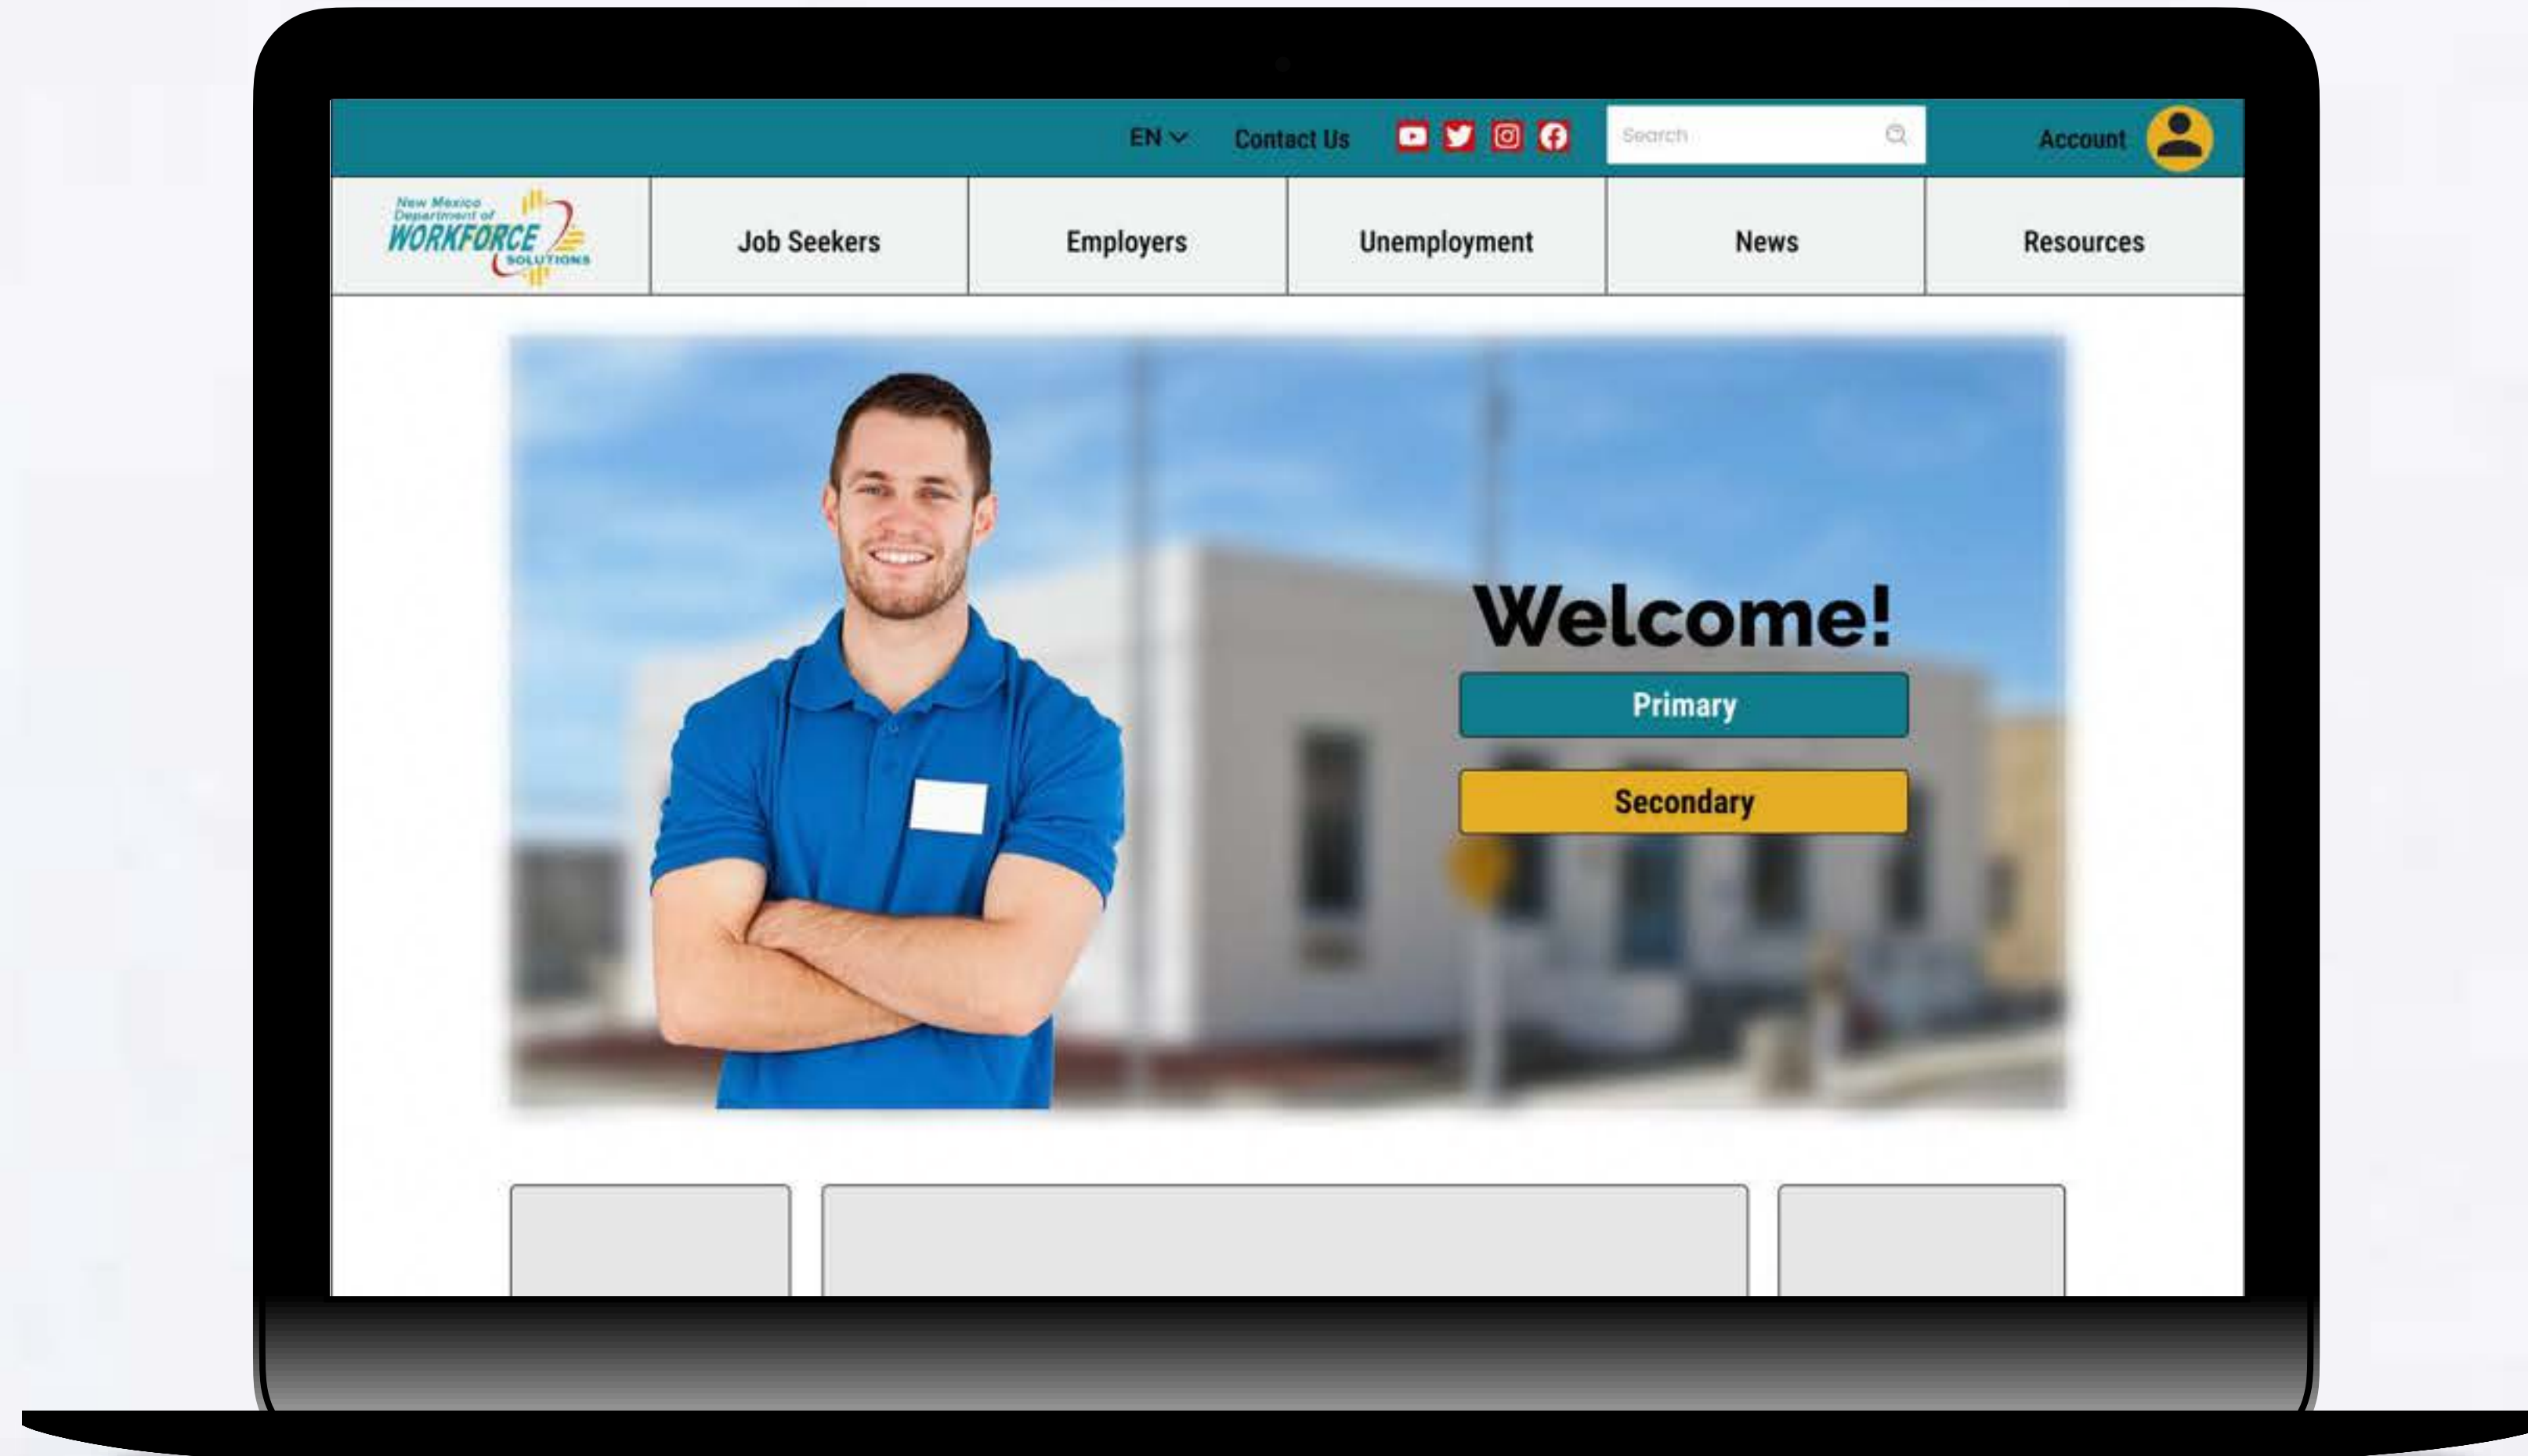 EN
Contact Us
Search
Account
New Mexico
Department of
WORKFORCE
SOLUTIONS
Job Seekers
Employers
Unemployment
News
Resources
Welcome!
Primary
Secondary